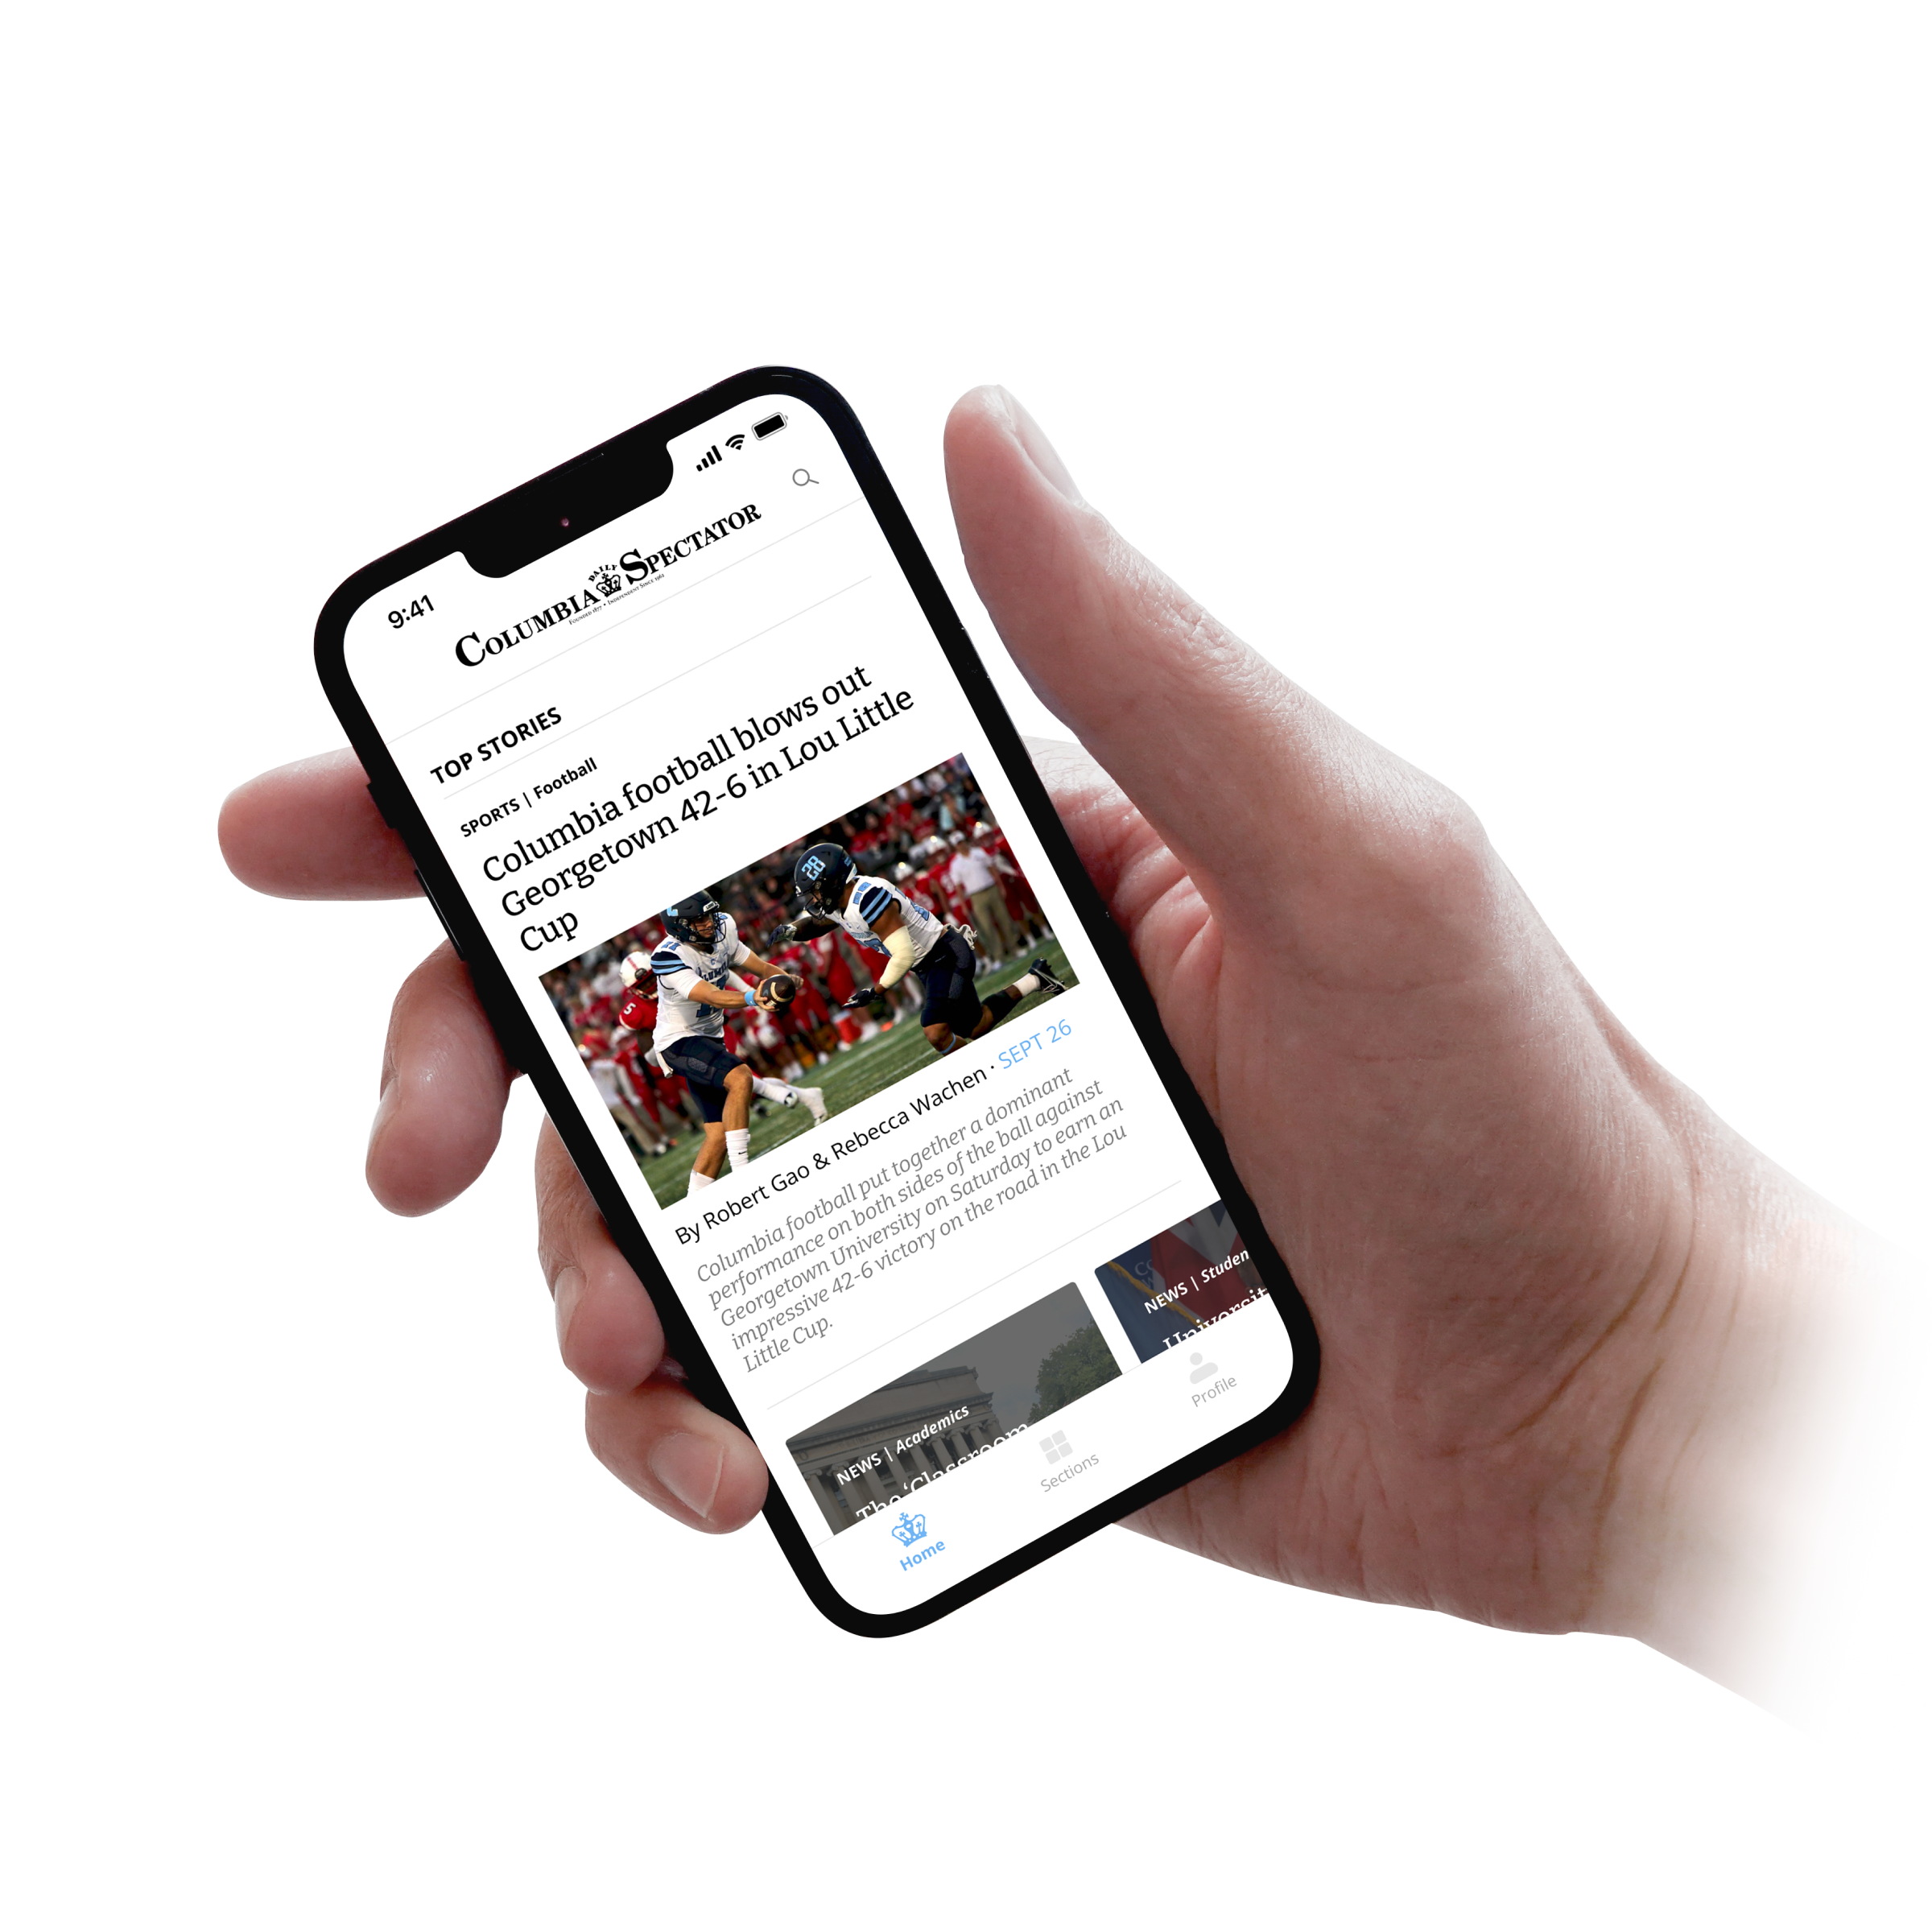 9:41
COLUMBIA DAILY SPECTATOR
FOUNDED 1877 • INDEPENDENT SINCE 1962
TOP STORIES
SPORTS | Football
Columbia football blows out
Georgetown 42-6 in Lou Little
Cup
28
5
By Robert Gao & Rebecca Wachen · SEPT 26
Columbia football put together a dominant
performance on both sides of the ball against
Georgetown University on Saturday to earn an
impressive 42-6 victory on the road in the Lou
Little Cup.
NEWS | Academics
The ‘Classroom
NEWS | Studen
Universit
Home
Sections
Profile